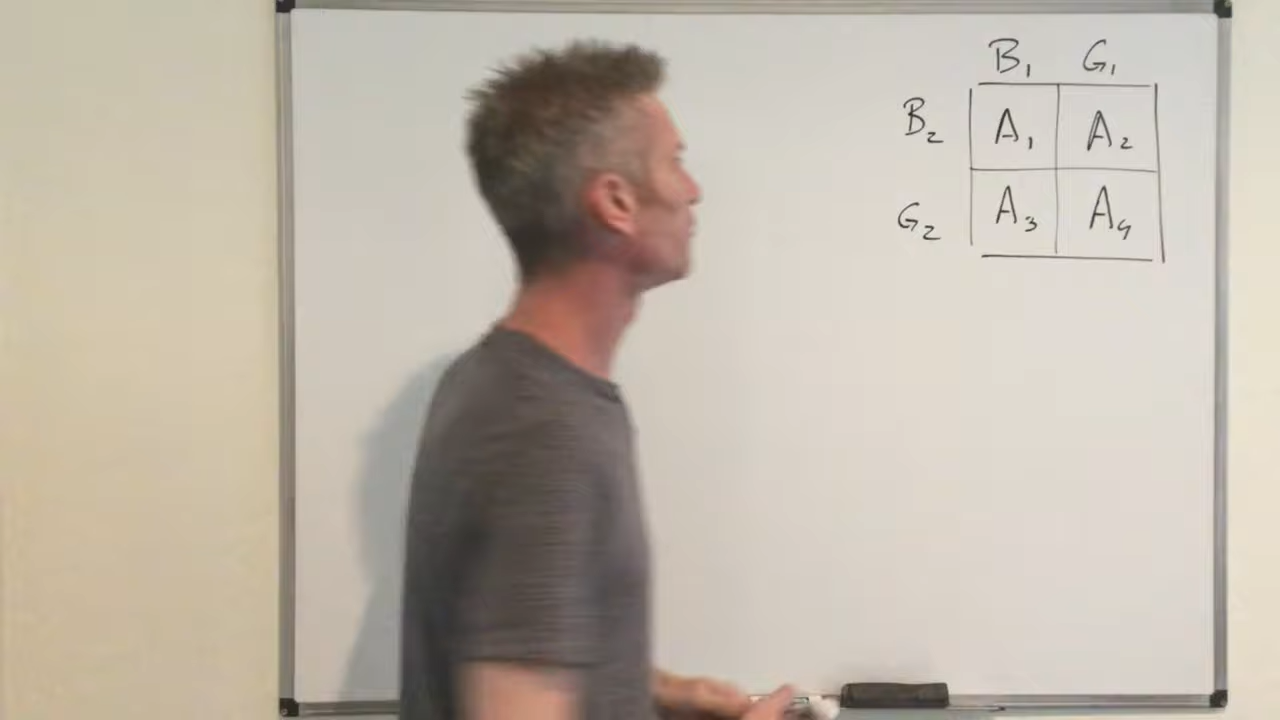 B₁ G₁
B₂ A₁ A₂
G₂ A₃ A₄